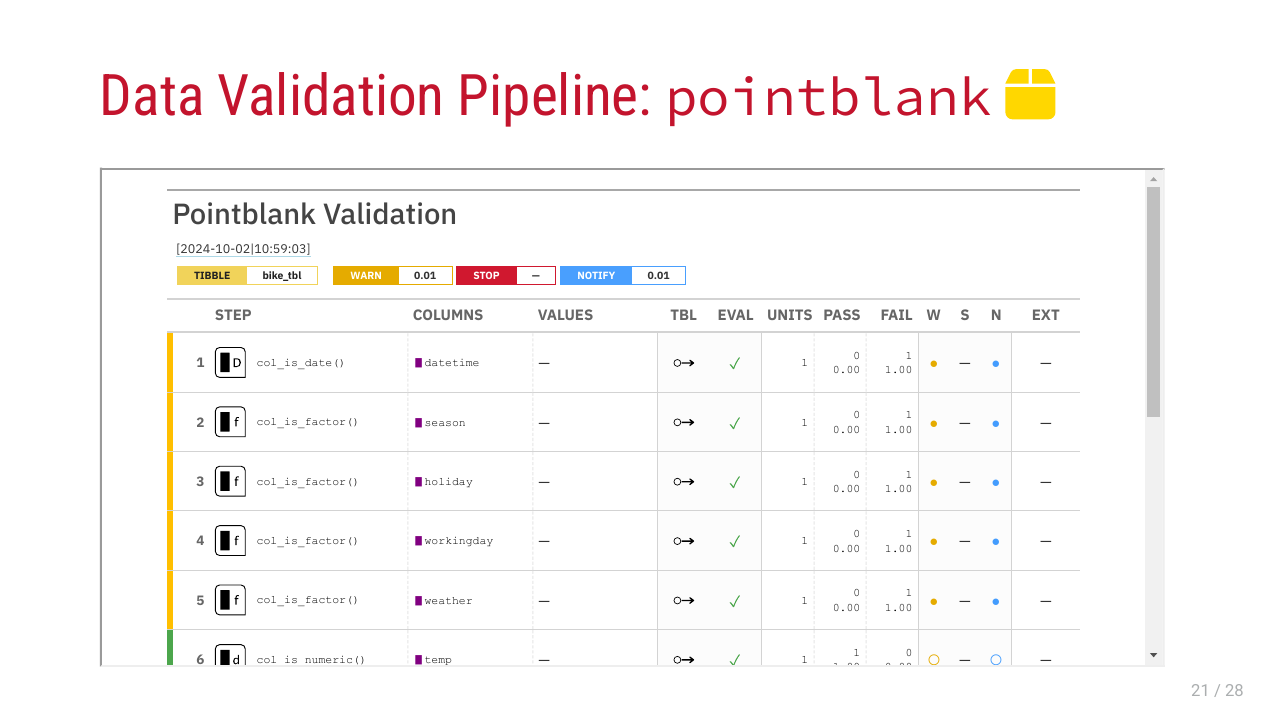 Data Validation Pipeline: pointblank
Pointblank Validation
[2024-10-02|10:59:03]
TIBBLE bike_tbl WARN 0.01 STOP — NOTIFY 0.01
STEP COLUMNS VALUES TBL EVAL UNITS PASS FAIL W S N EXT
1 D col_is_date() datetime — ✓ 1 0 0.00 1 1.00 — —
2 f col_is_factor() season — ✓ 1 0 0.00 1 1.00 — —
3 f col_is_factor() holiday — ✓ 1 0 0.00 1 1.00 — —
4 f col_is_factor() workingday — ✓ 1 0 0.00 1 1.00 — —
5 f col_is_factor() weather — ✓ 1 0 0.00 1 1.00 — —
6 d col_is_numeric() temp — ✓ 1 1 0 — —
21 / 28